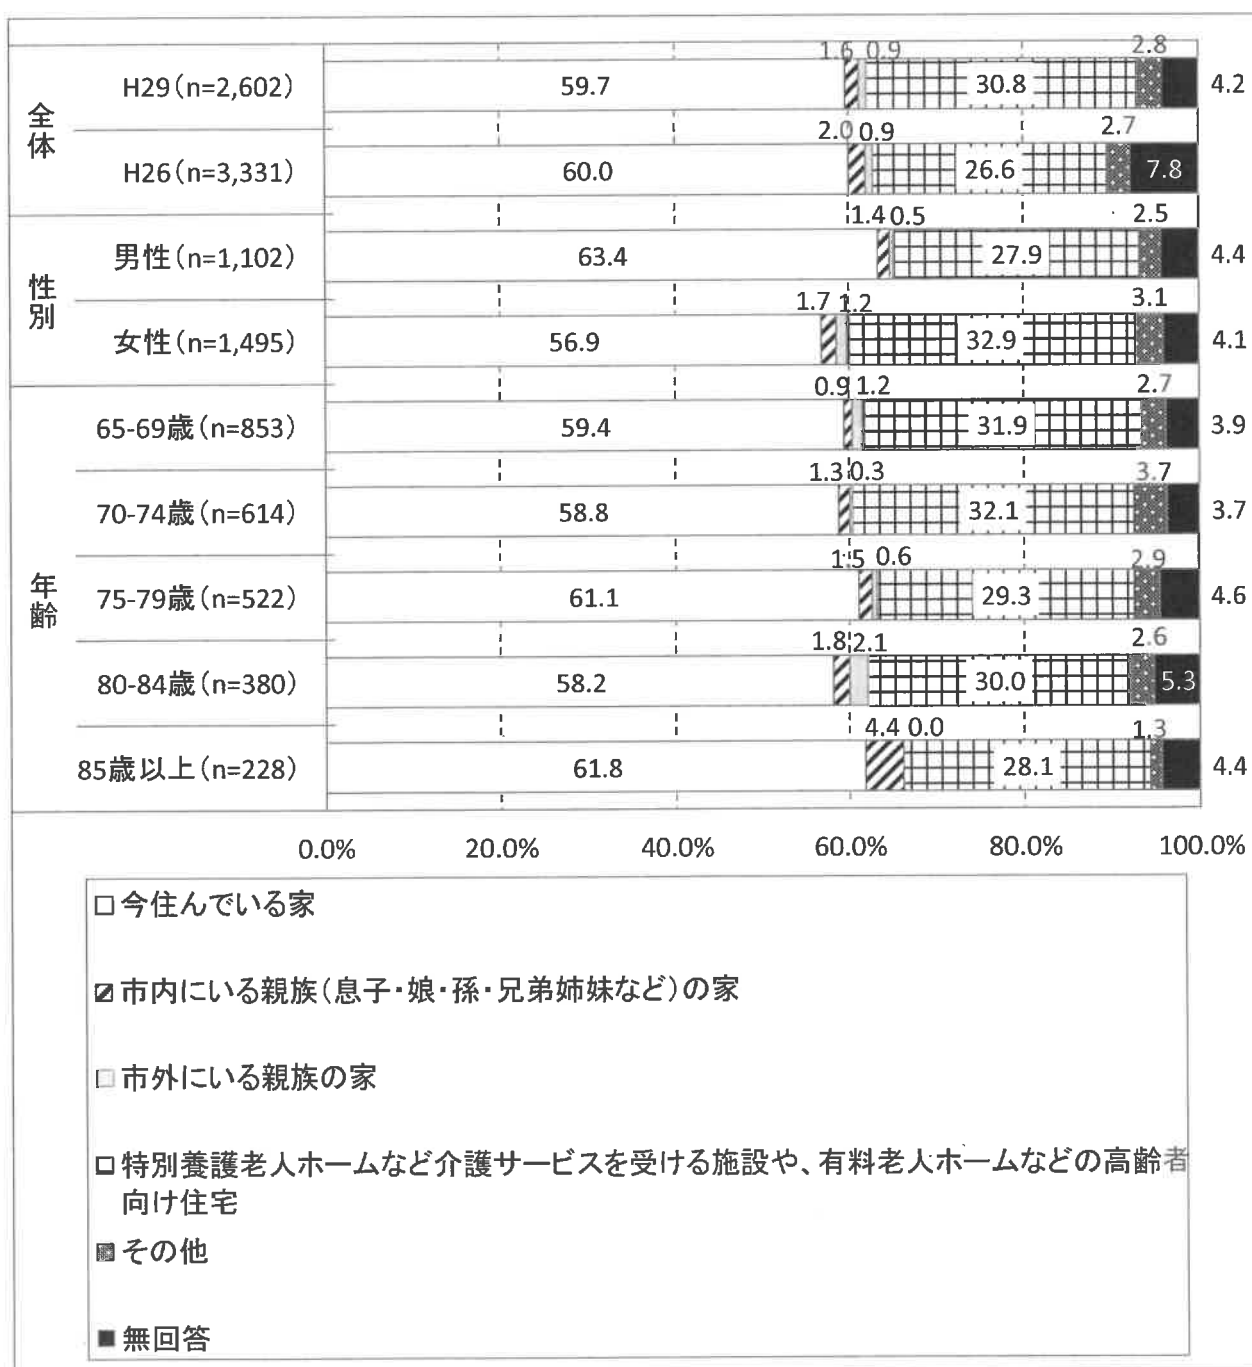 1.6 0.9 2.8
全体
H29(n=2,602) 59.7 30.8 4.2
2.0 0.9 2.7
H26(n=3,331) 60.0 26.6 7.8
1.4 0.5 2.5
性別
男性(n=1,102) 63.4 27.9 4.4
1.7 1.2 3.1
女性(n=1,495) 56.9 32.9 4.1
0.9 1.2 2.7
年齢
65-69歳(n=853) 59.4 31.9 3.9
1.3 0.3 3.7
70-74歳(n=614) 58.8 32.1 3.7
1.5 0.6 2.9
75-79歳(n=522) 61.1 29.3 4.6
1.8 2.1 2.6
80-84歳(n=380) 58.2 30.0 5.3
4.4 0.0 1.3
85歳以上(n=228) 61.8 28.1 4.4
0.0% 20.0% 40.0% 60.0% 80.0% 100.0%
今住んでいる家
市内にいる親族(息子・娘・孫・兄弟姉妹など)の家
市外にいる親族の家
特別養護老人ホームなど介護サービスを受ける施設や、有料老人ホームなどの高齢者
向け住宅
その他
無回答